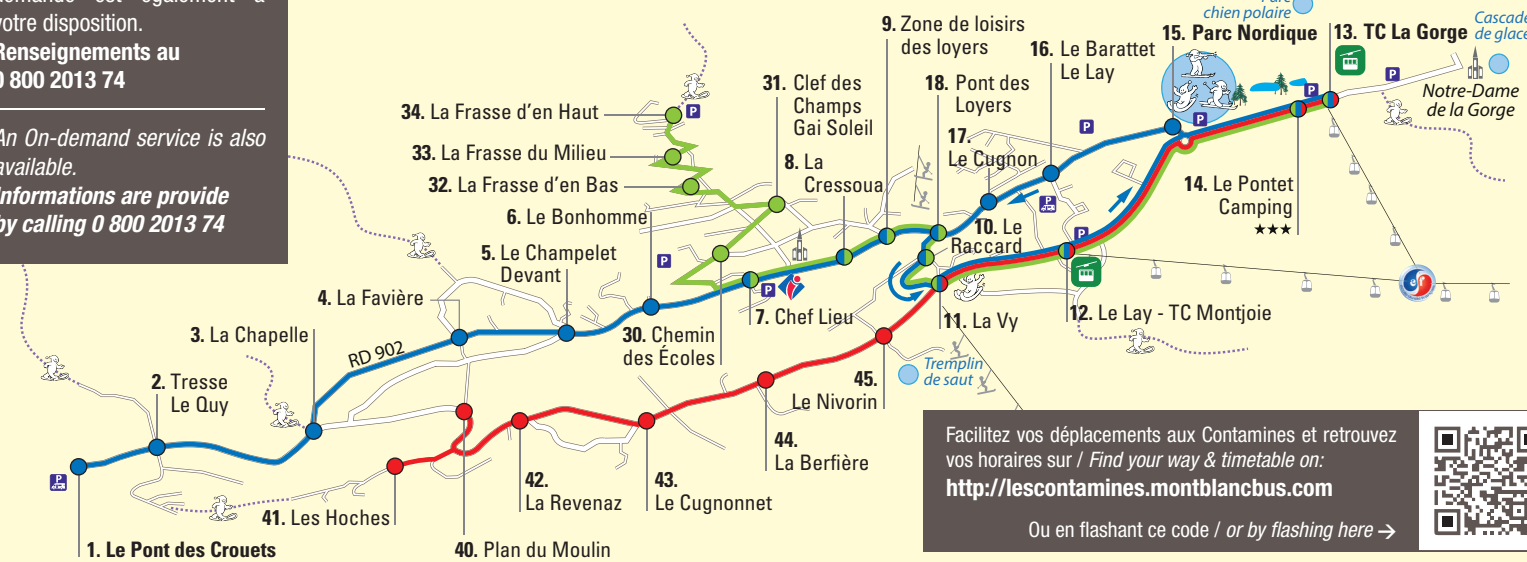 votre disposition.
Renseignements au
0 800 2013 74
An On-demand service is also
available.
Informations are provide
by calling 0 800 2013 74
chien polaire
Cascade
de glace
9. Zone de loisirs
des loyers
16. Le Barattet
Le Lay
15. Parc Nordique
13. TC La Gorge
Notre-Dame
de la Gorge
31. Clef des
Champs
Gai Soleil
18. Pont des
Loyers
34. La Frasse d'en Haut
33. La Frasse du Milieu
32. La Frasse d'en Bas
17.
Le Cugnon
8. La
Cressoua
14. Le Pontet
Camping
★★★
6. Le Bonhomme
10. Le
Raccard
5. Le Champelet
Devant
4. La Favière
3. La Chapelle
RD 902
30. Chemin
des Écoles
7. Chef Lieu
11. La Vy
12. Le Lay - TC Montjoie
2. Tresse
Le Quy
Tremplin
de saut
45.
Le Nivorin
44.
La Berfière
42.
La Revenaz
43.
Le Cugnonnet
41. Les Hoches
1. Le Pont des Crouets
40. Plan du Moulin
P
P
P
P
P
P
P
P
P
P
P
esf
Facilitez vos déplacements aux Contamines et retrouvez
vos horaires sur / Find your way & timetable on:
http://lescontamines.montblancbus.com
Ou en flashant ce code / or by flashing here →